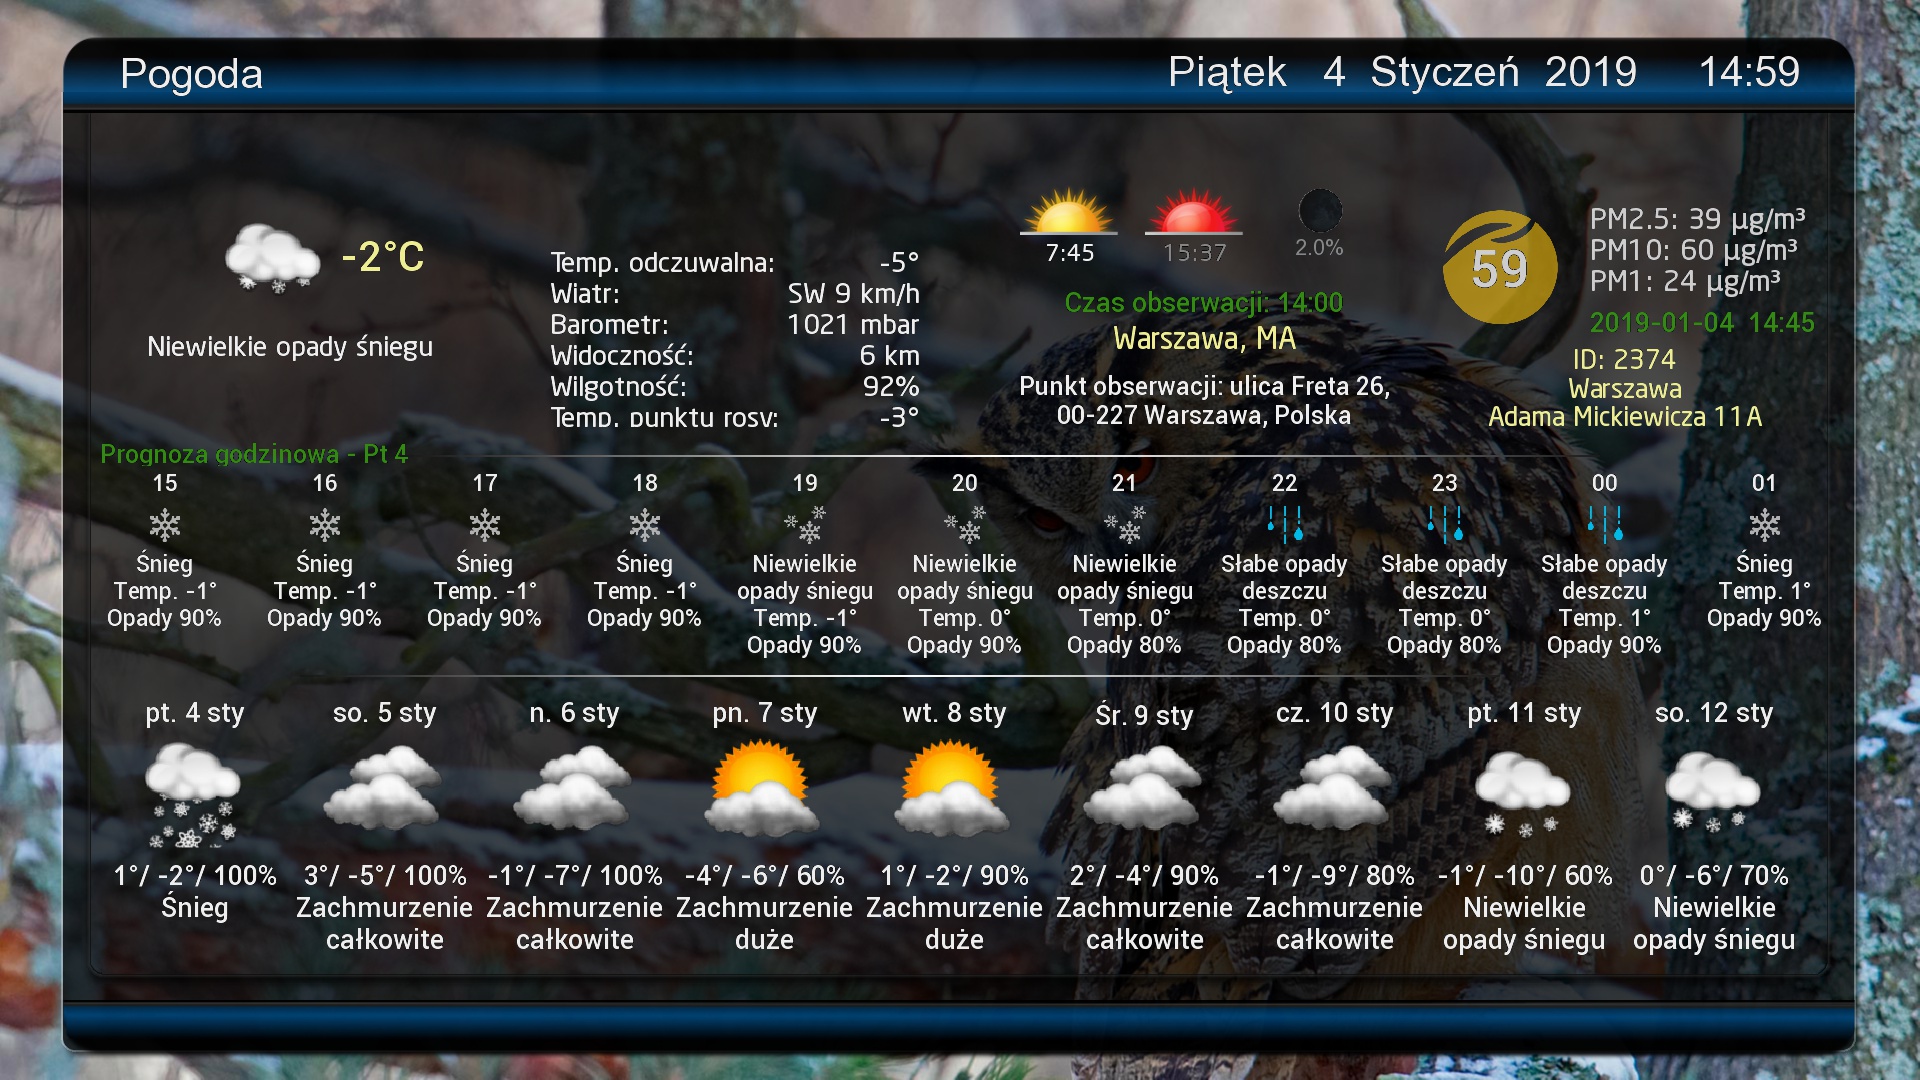 Pogoda
Piątek 4 Styczeń 2019 14:59
-2°C
Niewielkie opady śniegu
Temp. odczuwalna: -5°
Wiatr: SW 9 km/h
Barometr: 1021 mbar
Widoczność: 6 km
Wilgotność: 92%
Temp. punktu rosy: -3°
7:45 15:37 2.0%
Czas obserwacji: 14:00
Warszawa, MA
Punkt obserwacji: ulica Freta 26,
00-227 Warszawa, Polska
59
PM2.5: 39 µg/m³
PM10: 60 µg/m³
PM1: 24 µg/m³
2019-01-04 14:45
ID: 2374
Warszawa
Adama Mickiewicza 11A
Prognoza godzinowa - Pt 4
15 16 17 18 19 20 21 22 23 00 01
Śnieg Śnieg Śnieg Śnieg Niewielkie Niewielkie Niewielkie Słabe opady Słabe opady Słabe opady Śnieg
Temp. -1° Temp. -1° Temp. -1° Temp. -1° opady śniegu opady śniegu opady śniegu deszczu deszczu deszczu Temp. 1°
Opady 90% Opady 90% Opady 90% Opady 90% Temp. -1° Temp. 0° Temp. 0° Temp. 0° Temp. 0° Temp. 1° Opady 90%
Opady 90% Opady 90% Opady 80% Opady 80% Opady 80% Opady 90%
pt. 4 sty so. 5 sty n. 6 sty pn. 7 sty wt. 8 sty Śr. 9 sty cz. 10 sty pt. 11 sty so. 12 sty
1°/ -2°/ 100% 3°/ -5°/ 100% -1°/ -7°/ 100% -4°/ -6°/ 60% 1°/ -2°/ 90% 2°/ -4°/ 90% -1°/ -9°/ 80% -1°/ -10°/ 60% 0°/ -6°/ 70%
Śnieg Zachmurzenie Zachmurzenie Zachmurzenie Zachmurzenie Zachmurzenie Zachmurzenie Niewielkie Niewielkie
całkowite całkowite duże duże całkowite całkowite opady śniegu opady śniegu